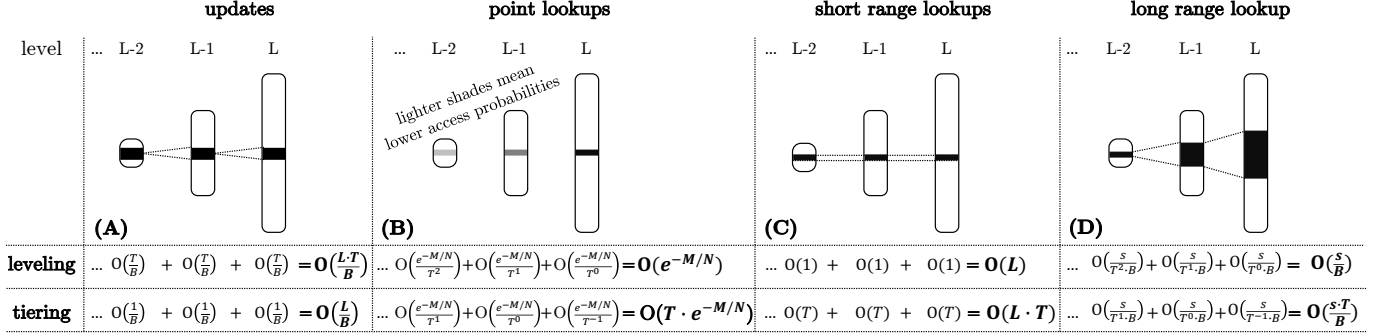 updates point lookups short range lookups long range lookup
level ... L-2 L-1 L ... L-2 L-1 L ... L-2 L-1 L ... L-2 L-1 L
lighter shades mean
lower access probabilities
(A) (B) (C) (D)
leveling ... O(T/B) + O(T/B) + O(T/B) = O(L·T/B) ... O(e^{-M/N}/T^2)+O(e^{-M/N}/T^1)+O(e^{-M/N}/T^0)=O(e^{-M/N}) ... O(1) + O(1) + O(1) = O(L) ... O(s/T^2·B)+O(s/T^1·B)+O(s/T^0·B) = O(s/B)
tiering ... O(1/B) + O(1/B) + O(1/B) = O(L/B) ... O(e^{-M/N}/T^1)+O(e^{-M/N}/T^0)+O(e^{-M/N}/T^{-1})=O(T · e^{-M/N}) ... O(T) + O(T) + O(T) = O(L · T) ... O(s/T^1·B)+O(s/T^0·B)+O(s/T^{-1}·B)=O(s·T/B)